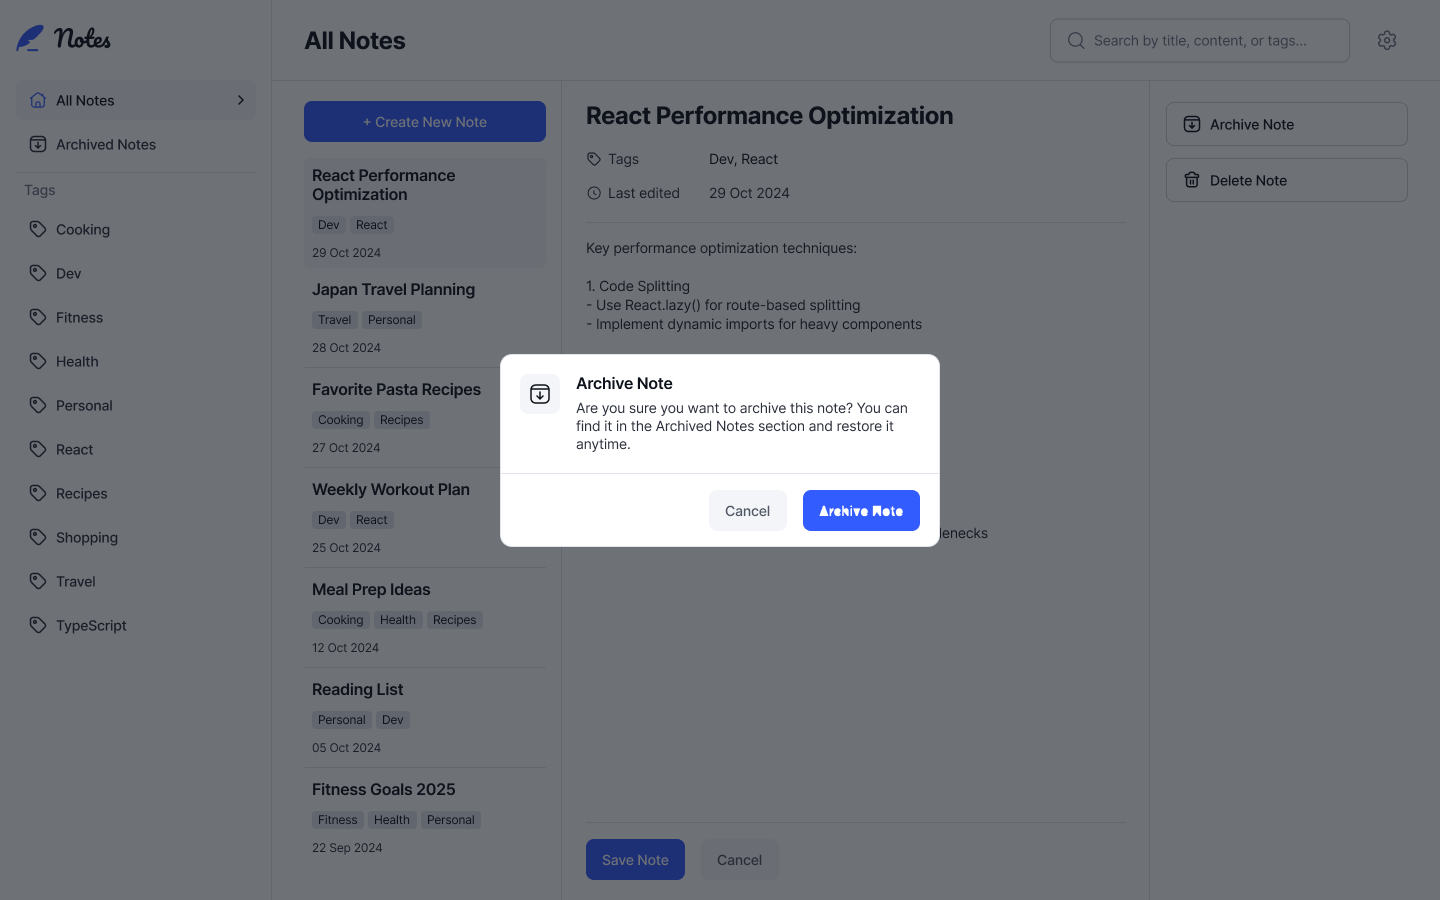 Notes
All Notes
Archived Notes
Tags
Cooking
Dev
Fitness
Health
Personal
React
Recipes
Shopping
Travel
TypeScript
All Notes
Search by title, content, or tags...
+ Create New Note
React Performance
Optimization
Dev React
29 Oct 2024
Japan Travel Planning
Travel Personal
28 Oct 2024
Favorite Pasta Recipes
Cooking Recipes
27 Oct 2024
Weekly Workout Plan
Dev React
25 Oct 2024
Meal Prep Ideas
Cooking Health Recipes
12 Oct 2024
Reading List
Personal Dev
05 Oct 2024
Fitness Goals 2025
Fitness Health Personal
22 Sep 2024
React Performance Optimization
Tags Dev, React
Last edited 29 Oct 2024
Key performance optimization techniques:
1. Code Splitting
- Use React.lazy() for route-based splitting
- Implement dynamic imports for heavy components
Save Note Cancel
Archive Note
Delete Note
Archive Note
Are you sure you want to archive this note? You can
find it in the Archived Notes section and restore it
anytime.
Cancel Archive Note